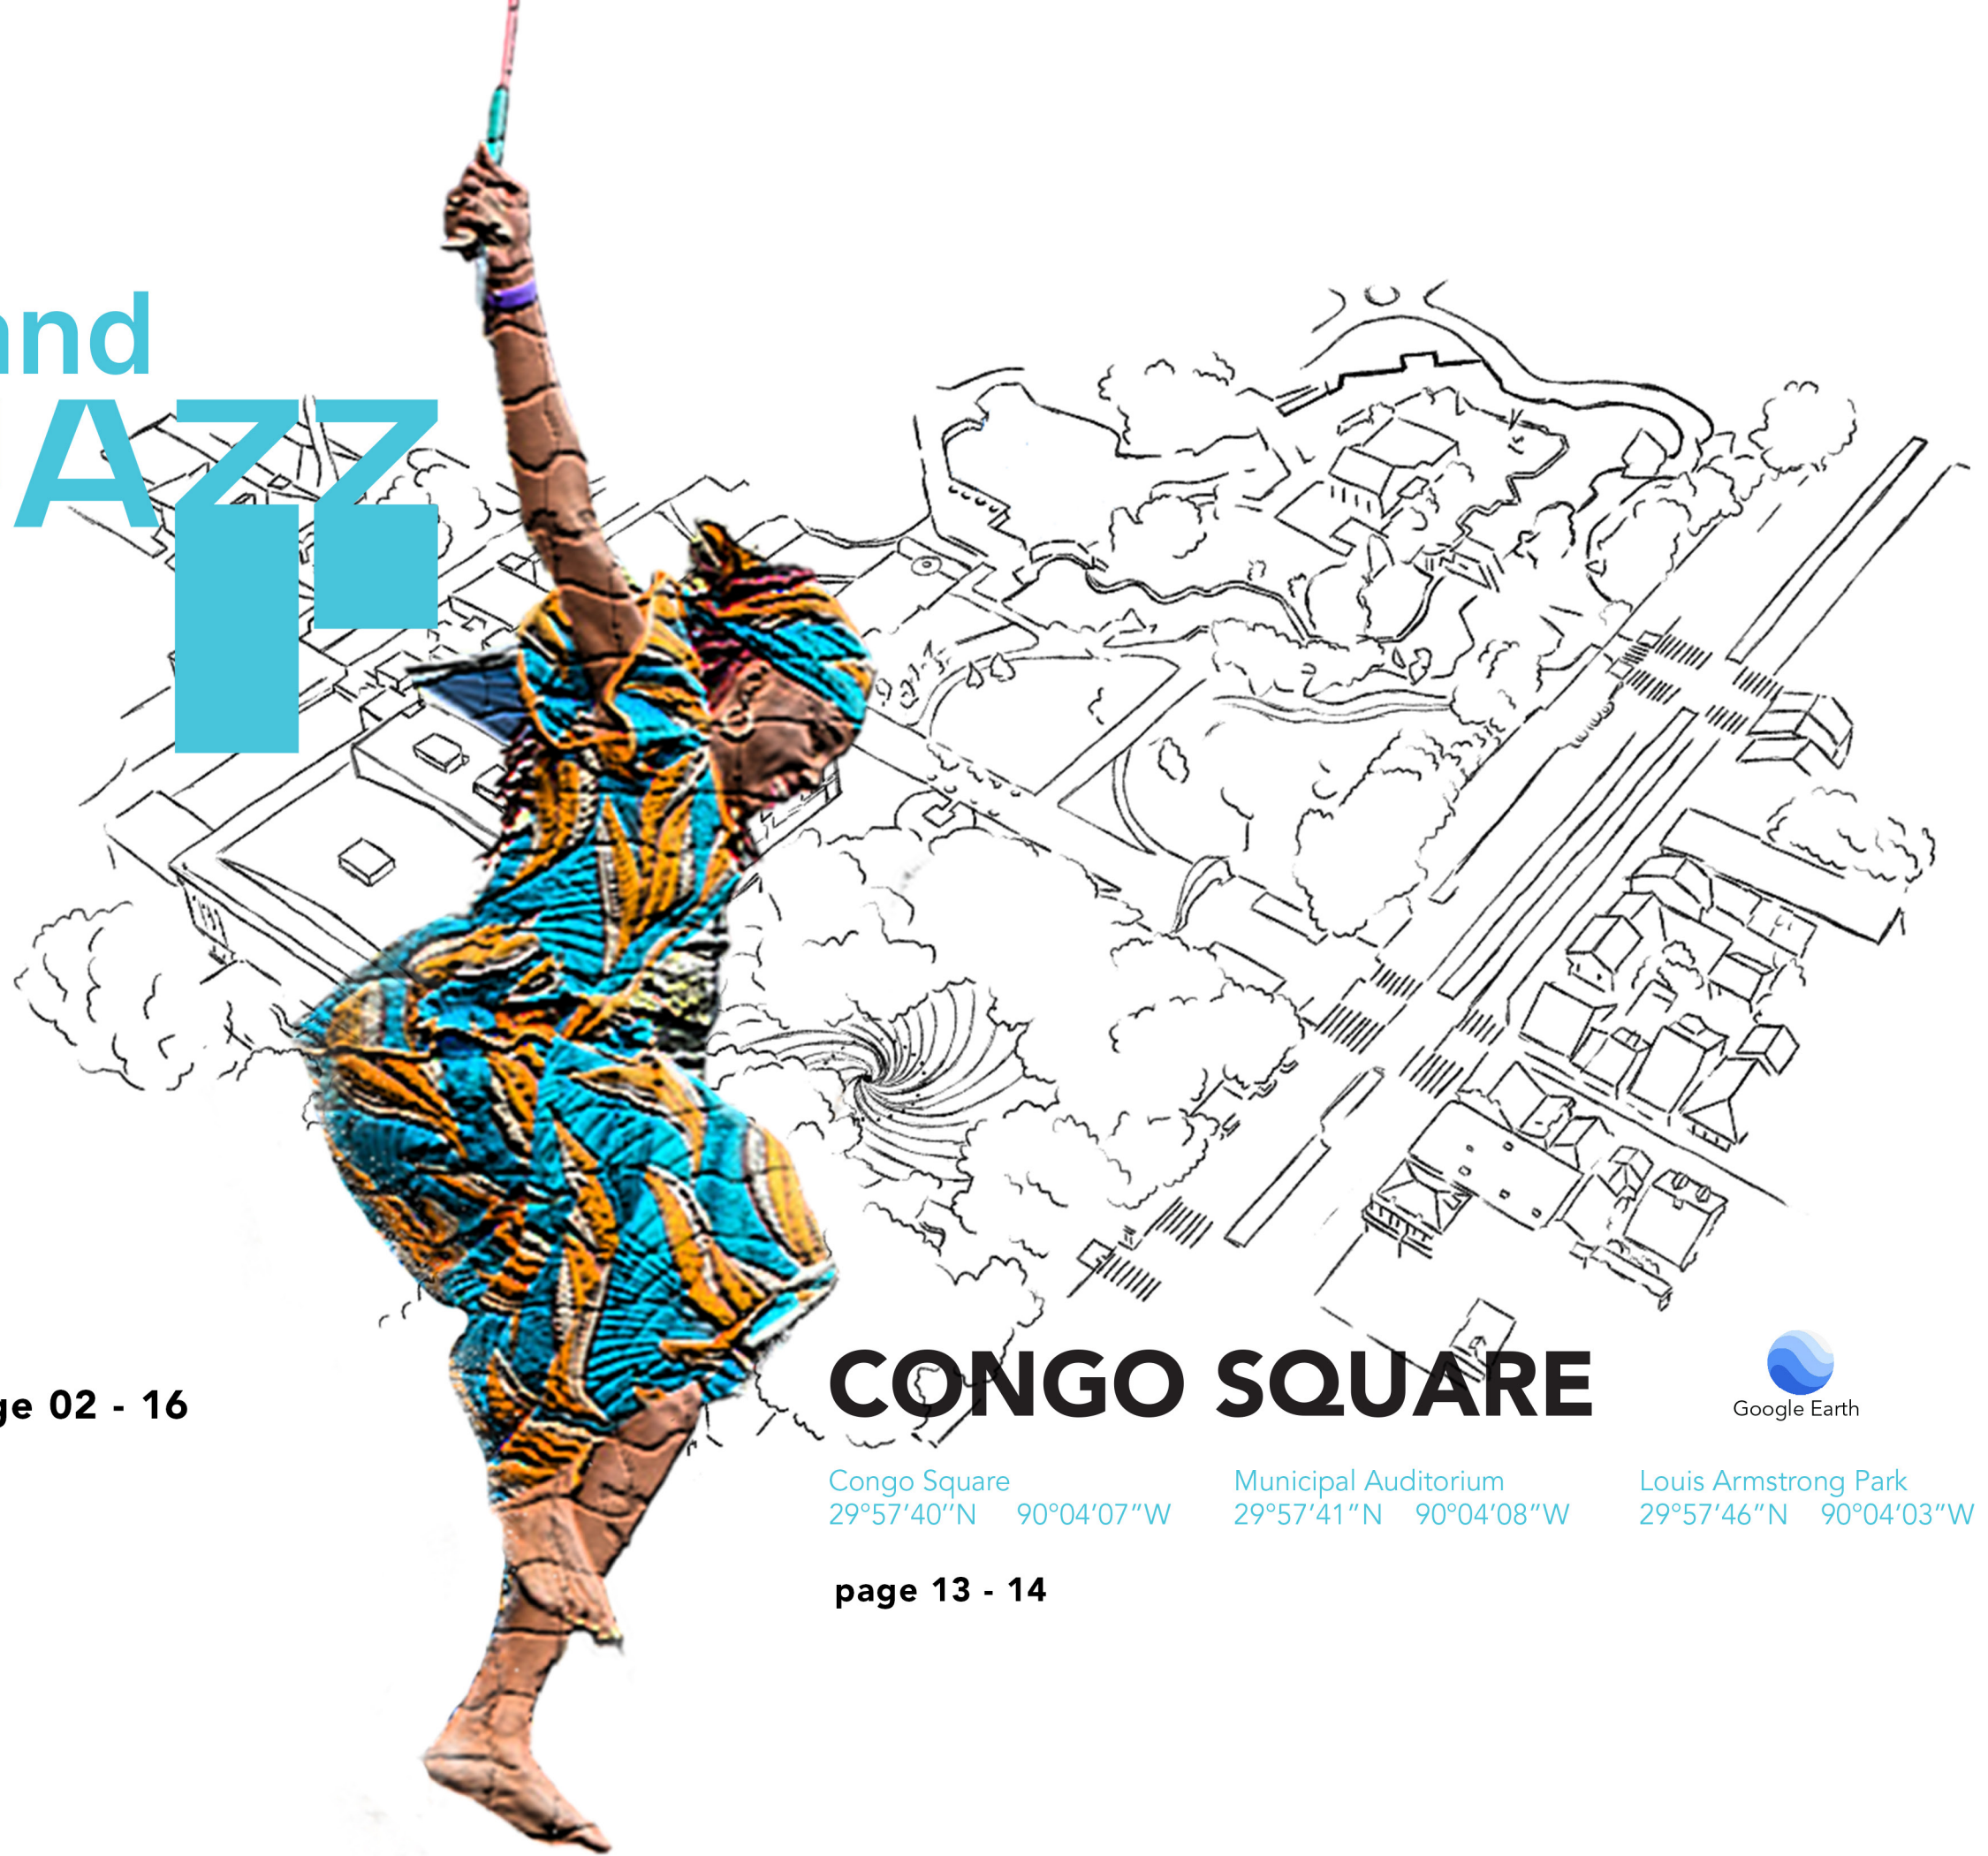 and
AZZ
ge 02 - 16
CONGO SQUARE
Google Earth
Congo Square
29°57'40"N 90°04'07"W
Municipal Auditorium
29°57'41"N 90°04'08"W
Louis Armstrong Park
29°57'46"N 90°04'03"W
page 13 - 14